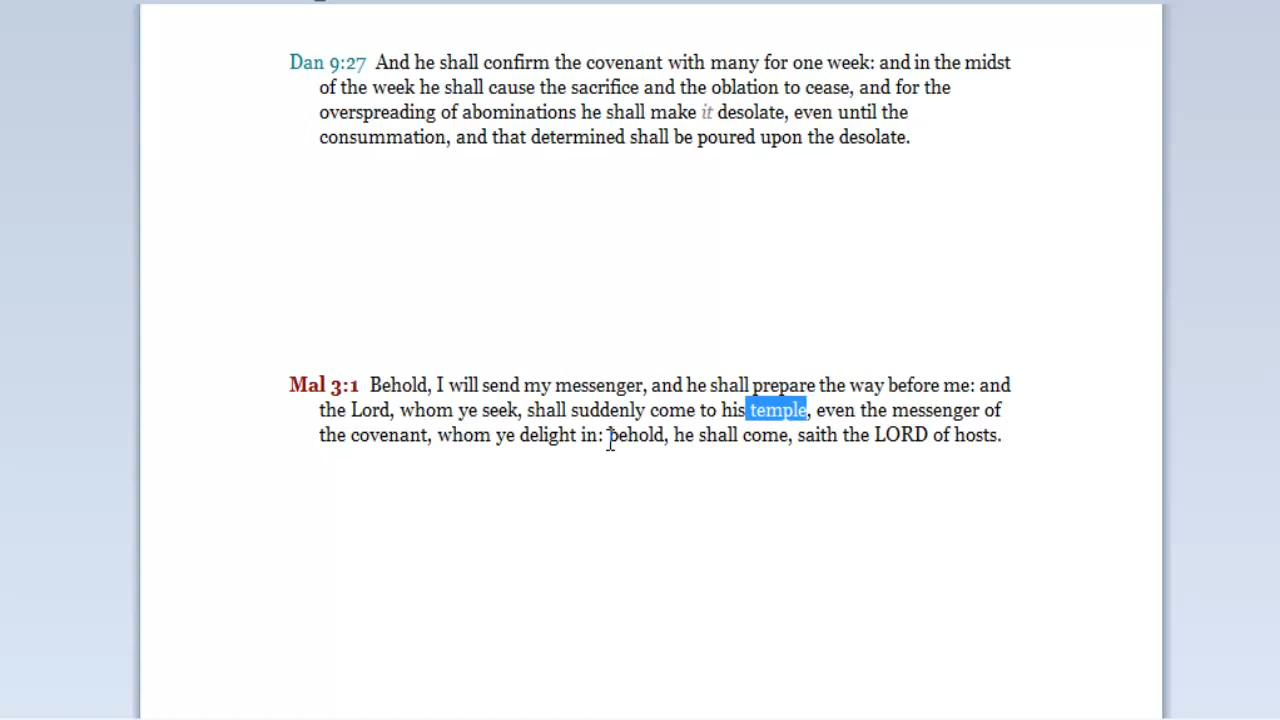 Dan 9:27 And he shall confirm the covenant with many for one week: and in the midst
of the week he shall cause the sacrifice and the oblation to cease, and for the
overspreading of abominations he shall make it desolate, even until the
consummation, and that determined shall be poured upon the desolate.
Mal 3:1 Behold, I will send my messenger, and he shall prepare the way before me: and
the Lord, whom ye seek, shall suddenly come to his temple, even the messenger of
the covenant, whom ye delight in: behold, he shall come, saith the LORD of hosts.